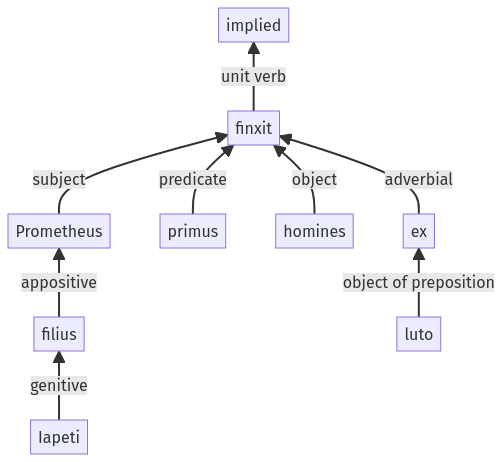 implied
unit verb
finxit
subject predicate object adverbial
Prometheus primus homines ex
appositive object of preposition
filius luto
genitive
Iapeti